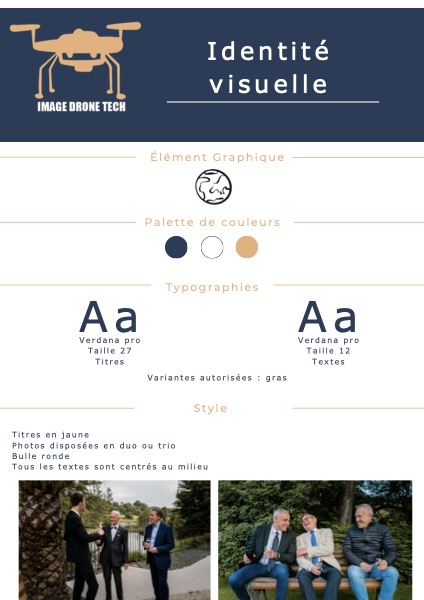 Identité
visuelle
IMAGE DRONE TECH
Élément Graphique
Palette de couleurs
Typographies
Aa
Verdana pro
Taille 27
Titres
Aa
Verdana pro
Taille 12
Textes
Variantes autorisées : gras
Style
Titres en jaune
Photos disposées en duo ou trio
Bulle ronde
Tous les textes sont centrés au milieu